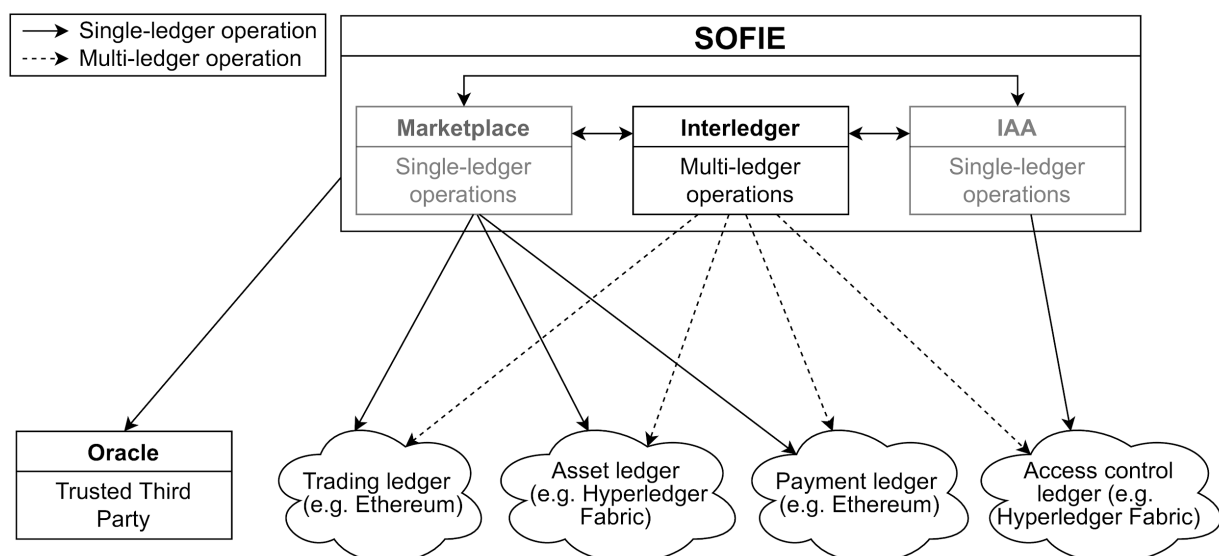 Single-ledger operation
Multi-ledger operation
SOFIE
Marketplace
Single-ledger
operations
Interledger
Multi-ledger
operations
IAA
Single-ledger
operations
Oracle
Trusted Third
Party
Trading ledger
(e.g. Ethereum)
Asset ledger
(e.g. Hyperledger
Fabric)
Payment ledger
(e.g. Ethereum)
Access control
ledger (e.g.
Hyperledger Fabric)